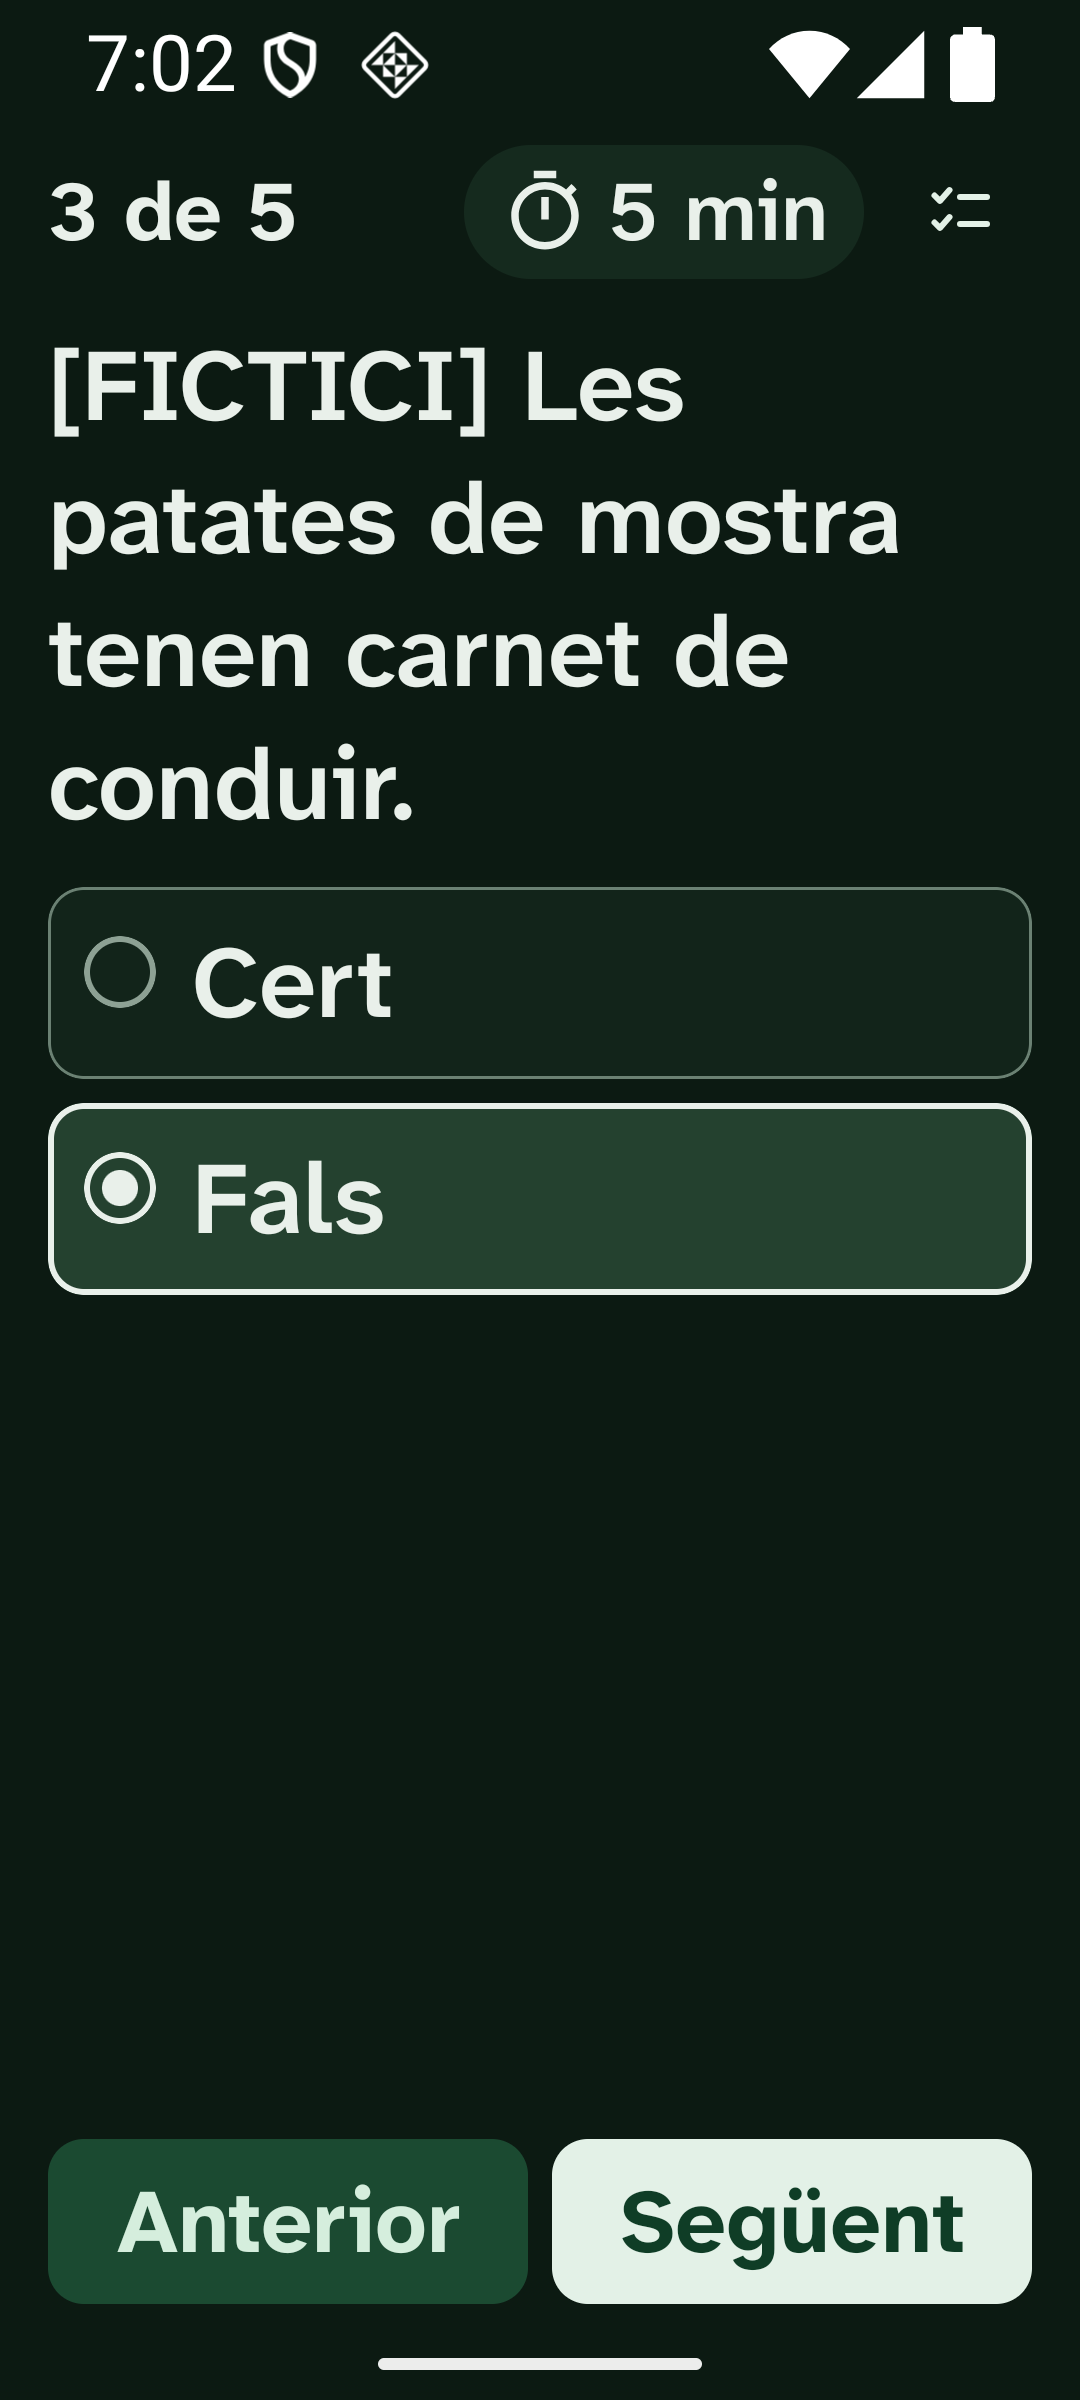 7:02
3 de 5
5 min
[FICTICI] Les
patates de mostra
tenen carnet de
conduir.
Cert
Fals
Anterior
Següent